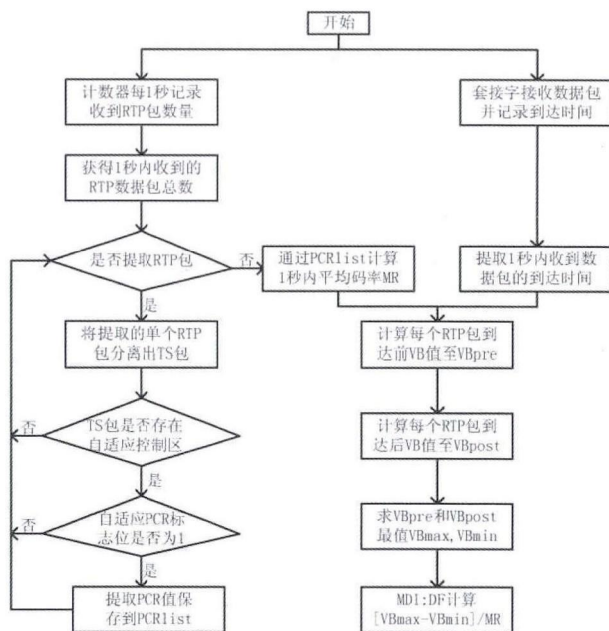 开始
计数器每1秒记录
收到RTP包数量
套接字接收数据包
并记录到达时间
获得1秒内收到的
RTP数据包总数
是否提取RTP包
否
通过PCRlist计算
1秒内平均码率MR
提取1秒内收到数
据包的到达时间
是
将提取的单个RTP
包分离出TS包
计算每个RTP包到
达前VB值至VBpre
否
TS包是否存在
自适应控制区
计算每个RTP包到
达后VB值至VBpost
是
否
自适应PCR标
志位是否为1
求VBpre和VBpost
最值VBmax,VBmin
是
提取PCR值保
存到PCRlist
MDI:DF计算
[VBmax-VBmin]/MR